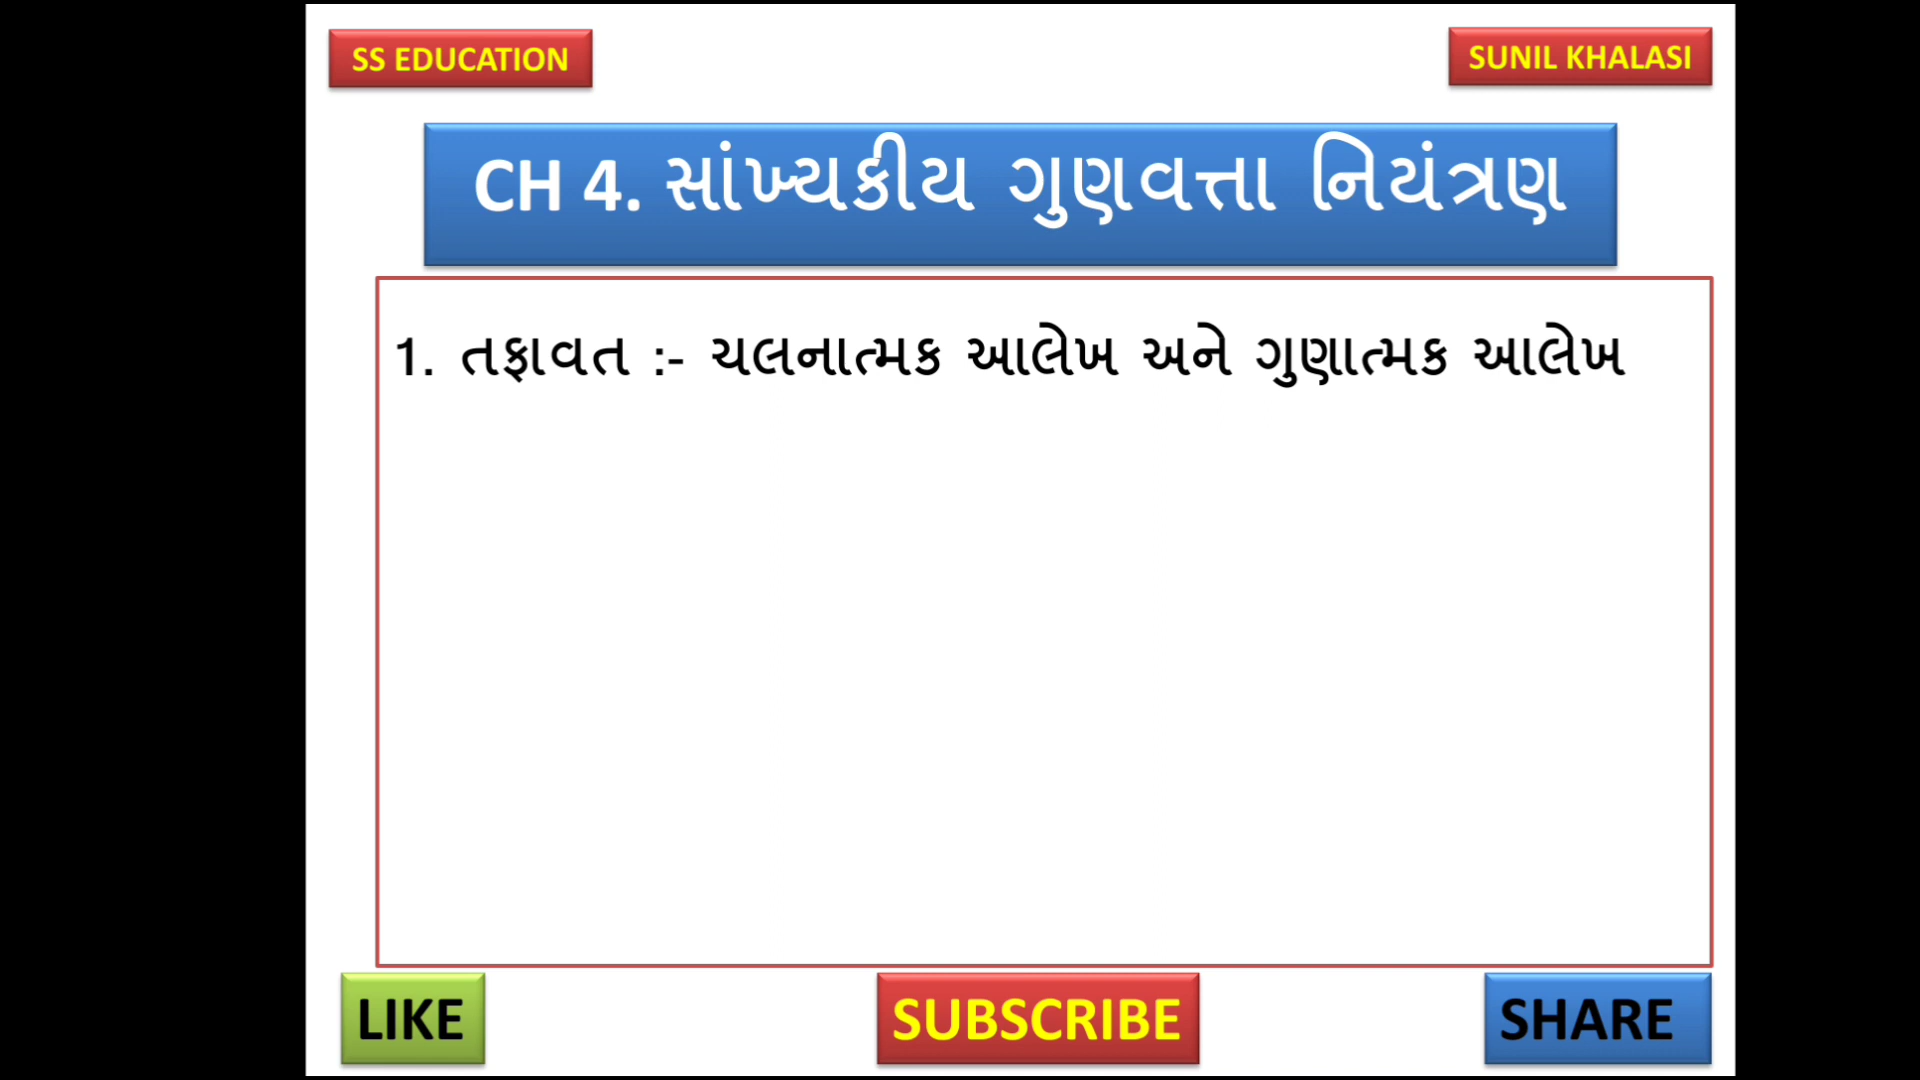 SS EDUCATION
SUNIL KHALASI
CH 4. સાંખ્યકીય ગુણવત્તા નિયંત્રણ
1. તફાવત :- ચલનાત્મક આલેખ અને ગુણાત્મક આલેખ
LIKE
SUBSCRIBE
SHARE